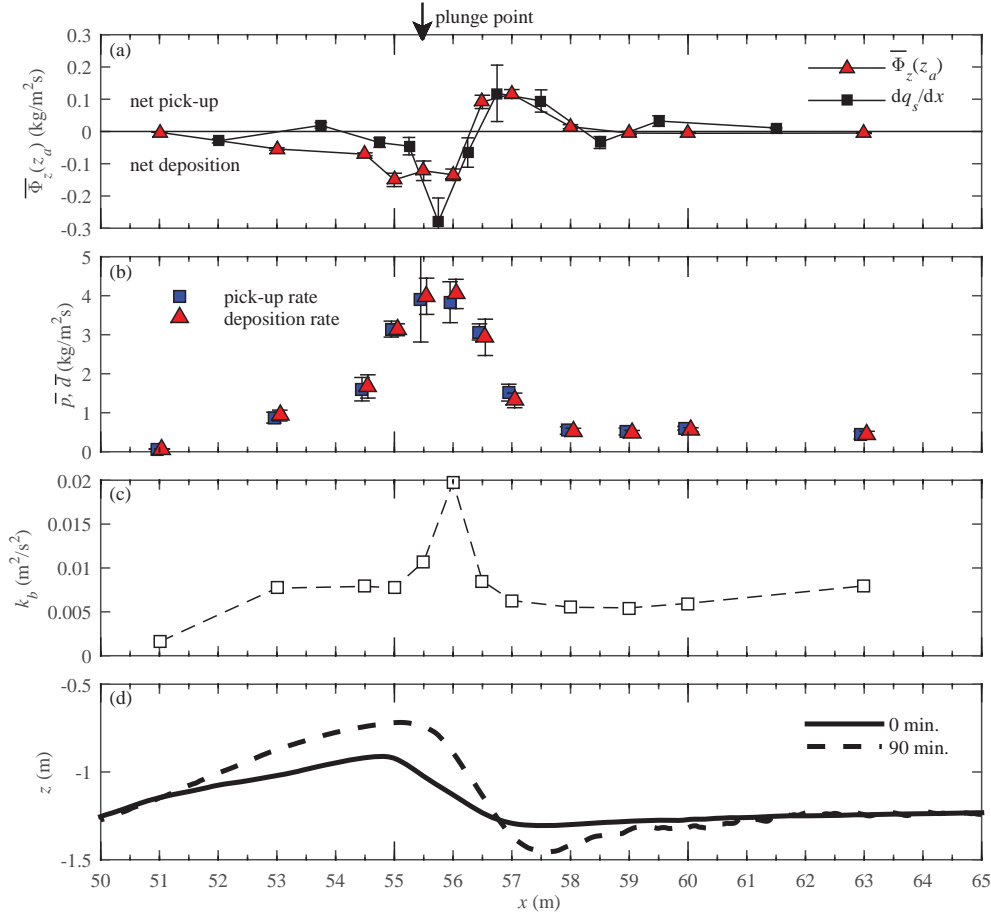 plunge point
(a)
0.3
0.2
0.1
0
-0.1
-0.2
-0.3
Φ̅z(za) (kg/m²s)
net pick-up
net deposition
Φ̅z(za)
dqs/dx
(b)
5
4
3
2
1
0
p̅, d̅ (kg/m²s)
pick-up rate
deposition rate
(c)
0.02
0.015
0.01
0.005
0
kb (m²/s²)
(d)
-0.5
-1
-1.5
z (m)
0 min.
90 min.
50 51 52 53 54 55 56 57 58 59 60 61 62 63 64 65
x (m)